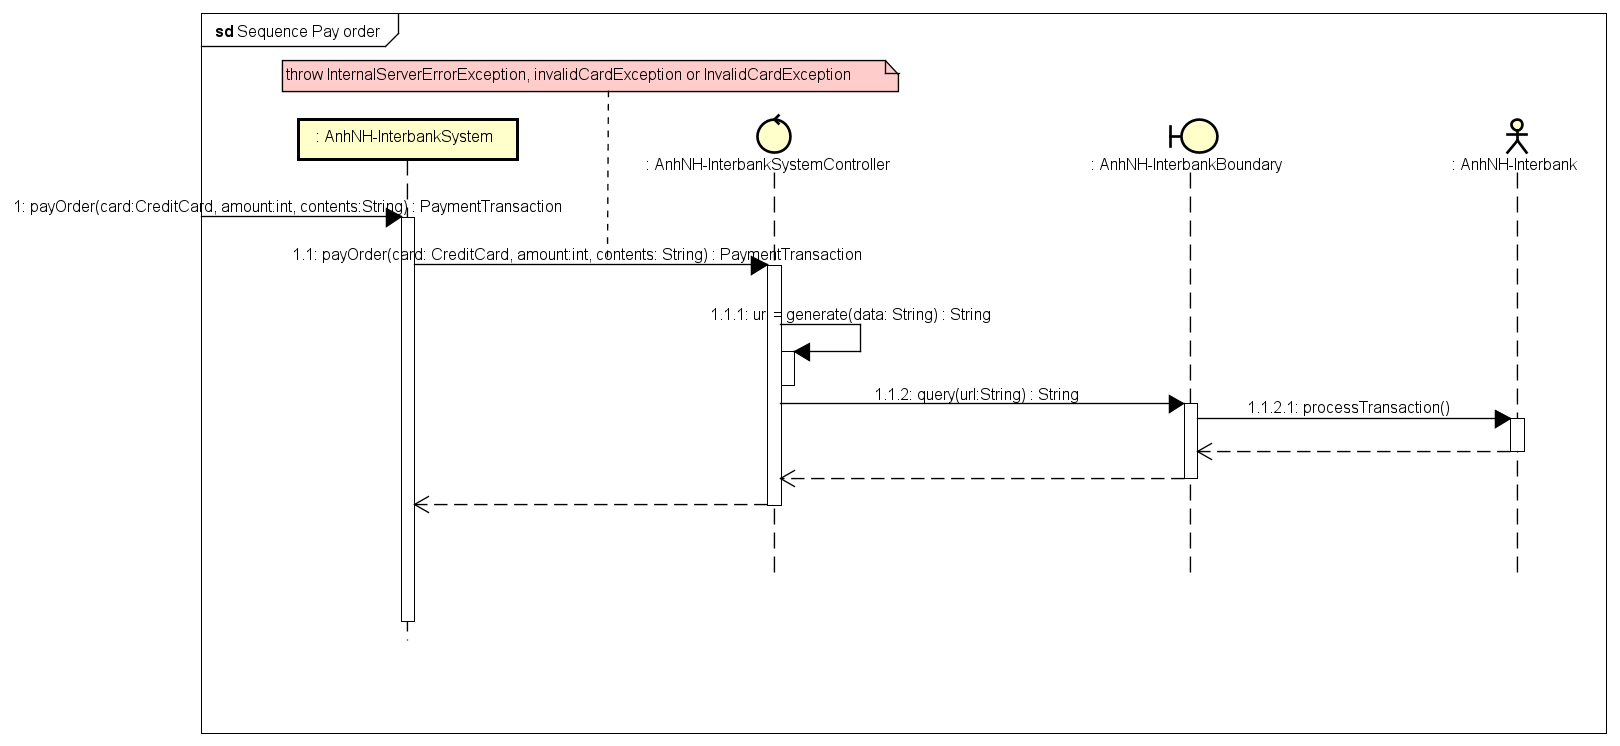 sd Sequence Pay order
throw InternalServerErrorException, invalidCardException or InvalidCardException
: AnhNH-InterbankSystem
: AnhNH-InterbankSystemController
: AnhNH-InterbankBoundary
: AnhNH-Interbank
1: payOrder(card:CreditCard, amount:int, contents:String) : PaymentTransaction
1.1: payOrder(card: CreditCard, amount:int, contents: String) : PaymentTransaction
1.1.1: url = generate(data: String) : String
1.1.2: query(url:String) : String
1.1.2.1: processTransaction()